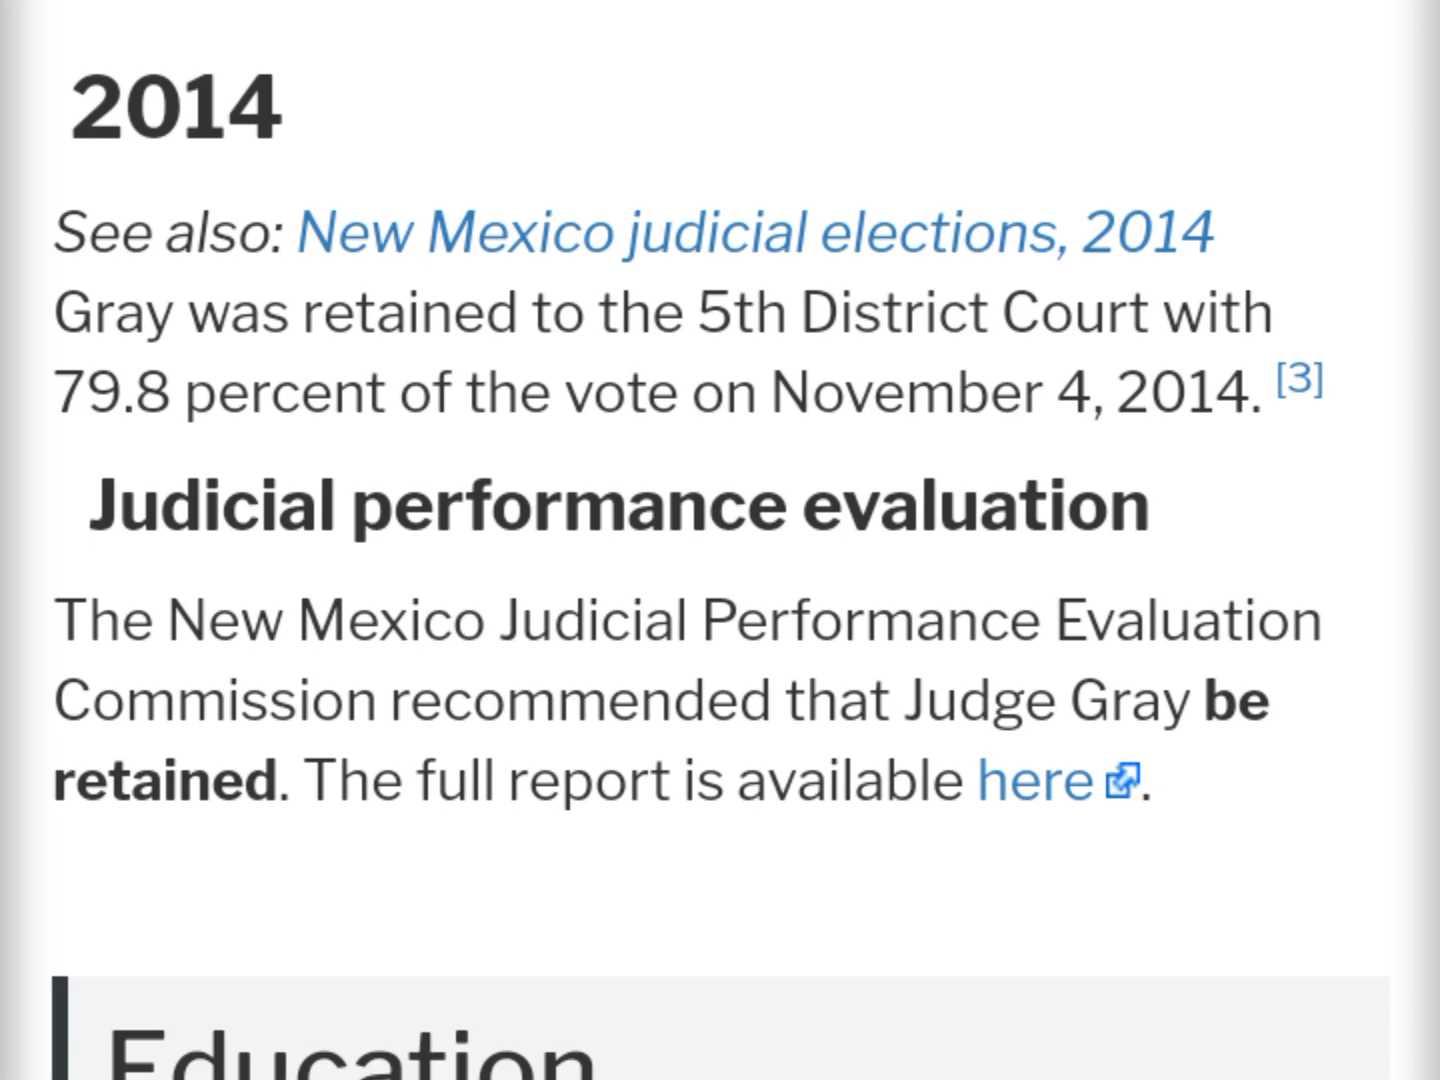 2014
See also: New Mexico judicial elections, 2014
Gray was retained to the 5th District Court with
79.8 percent of the vote on November 4, 2014. [3]
Judicial performance evaluation
The New Mexico Judicial Performance Evaluation
Commission recommended that Judge Gray be
retained. The full report is available here.
Education